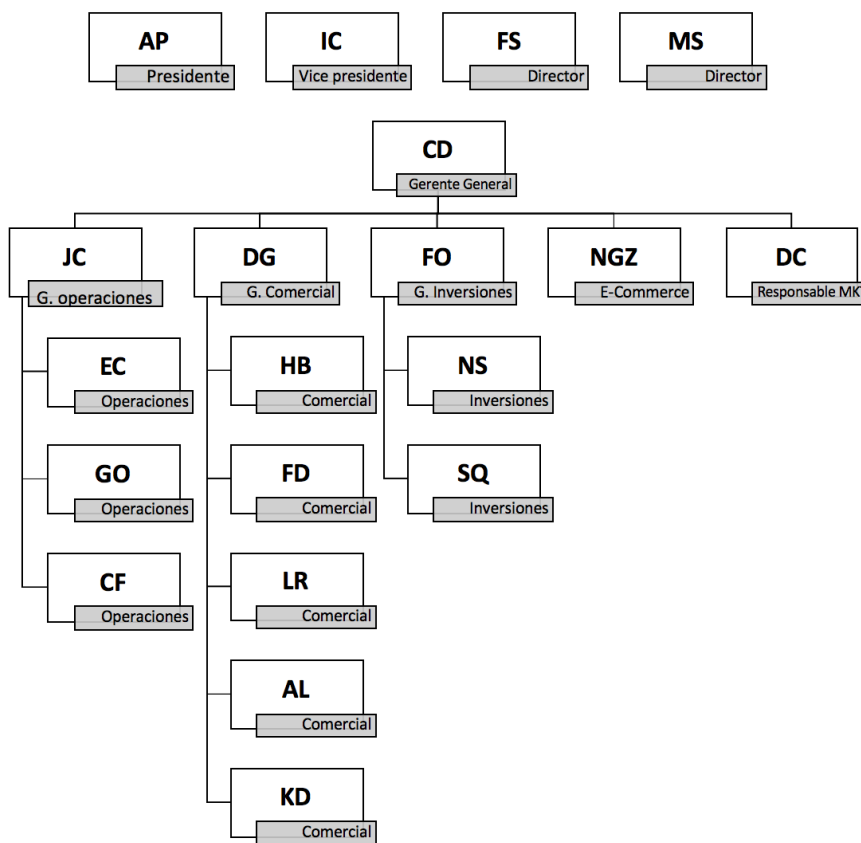 AP
Presidente
IC
Vice presidente
FS
Director
MS
Director
CD
Gerente General
JC
G. operaciones
DG
G. Comercial
FO
G. Inversiones
NGZ
E-Commerce
DC
Responsable MK
EC
Operaciones
GO
Operaciones
CF
Operaciones
HB
Comercial
FD
Comercial
LR
Comercial
AL
Comercial
KD
Comercial
NS
Inversiones
SQ
Inversiones